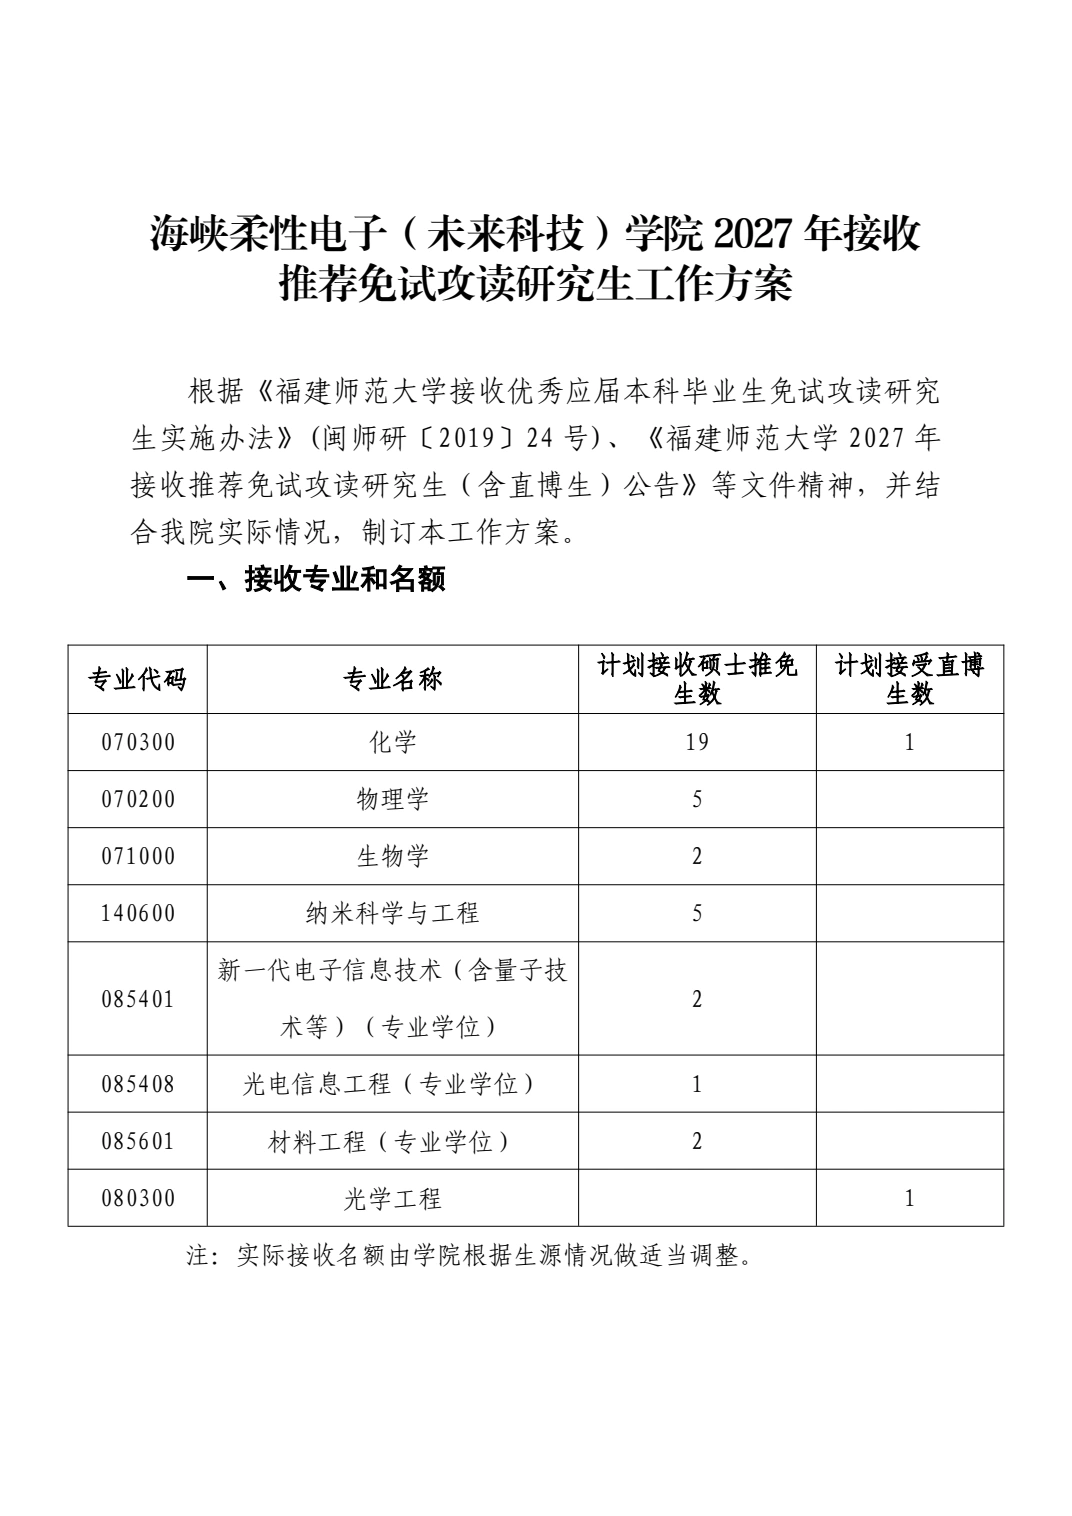 海峡柔性电子（未来科技）学院 2027 年接收
推荐免试攻读研究生工作方案
根据《福建师范大学接收优秀应届本科毕业生免试攻读研究
生实施办法》(闽师研〔2019〕24 号)、《福建师范大学 2027 年
接收推荐免试攻读研究生（含直博生）公告》等文件精神，并结
合我院实际情况，制订本工作方案。
一、接收专业和名额
专业代码 专业名称 计划接收硕士推免 计划接受直博
生数 生数
070300 化学 19 1
070200 物理学 5
071000 生物学 2
140600 纳米科学与工程 5
新一代电子信息技术（含量子技
085401 2
术等）（专业学位）
085408 光电信息工程（专业学位） 1
085601 材料工程（专业学位） 2
080300 光学工程 1
注：实际接收名额由学院根据生源情况做适当调整。